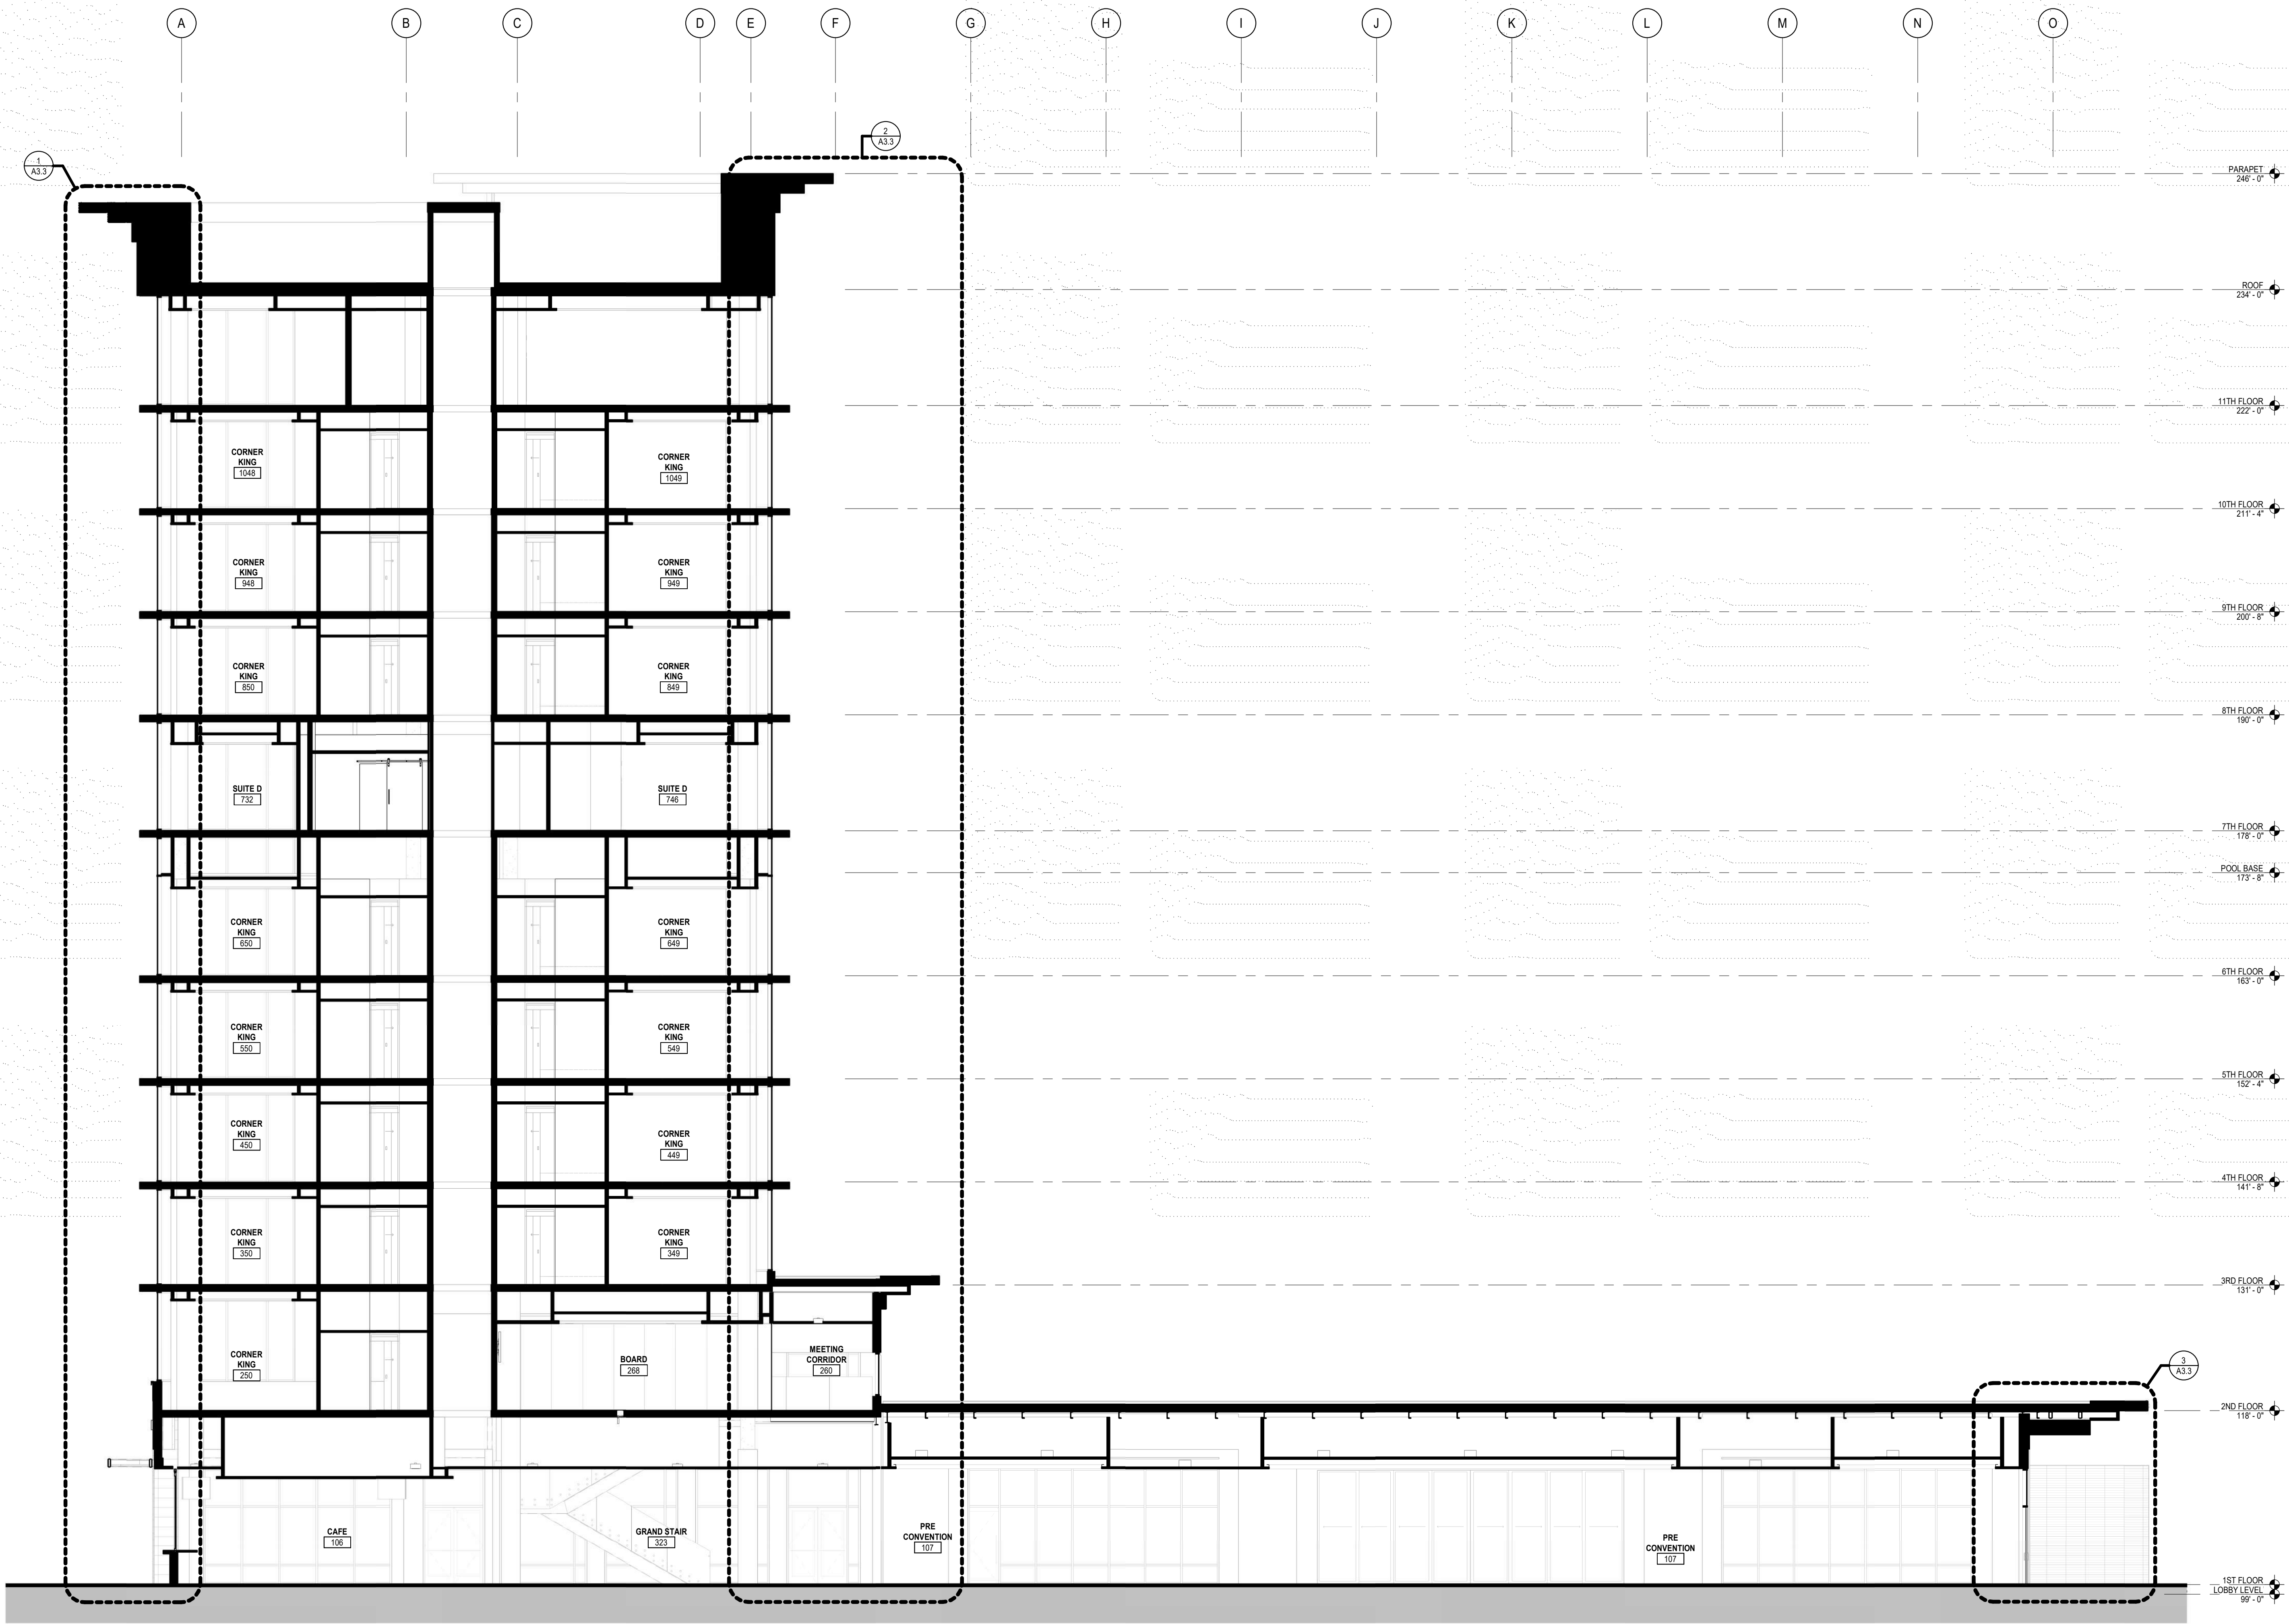 A
B
C
D
E
F
G
H
I
J
K
L
M
N
O
1
A3.3
2
A3.3
PARAPET
246' - 0"
ROOF
234' - 0"
11TH FLOOR
222' - 0"
CORNER
KING
1048
CORNER
KING
1049
10TH FLOOR
211' - 4"
CORNER
KING
948
CORNER
KING
949
9TH FLOOR
200' - 8"
CORNER
KING
850
CORNER
KING
849
8TH FLOOR
190' - 0"
SUITE D
732
SUITE D
746
7TH FLOOR
178' - 0"
POOL BASE
173' - 8"
CORNER
KING
650
CORNER
KING
649
6TH FLOOR
163' - 0"
CORNER
KING
550
CORNER
KING
549
5TH FLOOR
152' - 4"
CORNER
KING
450
CORNER
KING
449
4TH FLOOR
141' - 8"
CORNER
KING
350
CORNER
KING
349
3RD FLOOR
131' - 0"
CORNER
KING
250
BOARD
268
MEETING
CORRIDOR
260
3
A3.3
2ND FLOOR
118' - 0"
CAFE
106
GRAND STAIR
323
PRE
CONVENTION
107
PRE
CONVENTION
107
1ST FLOOR
LOBBY LEVEL
99' - 0"